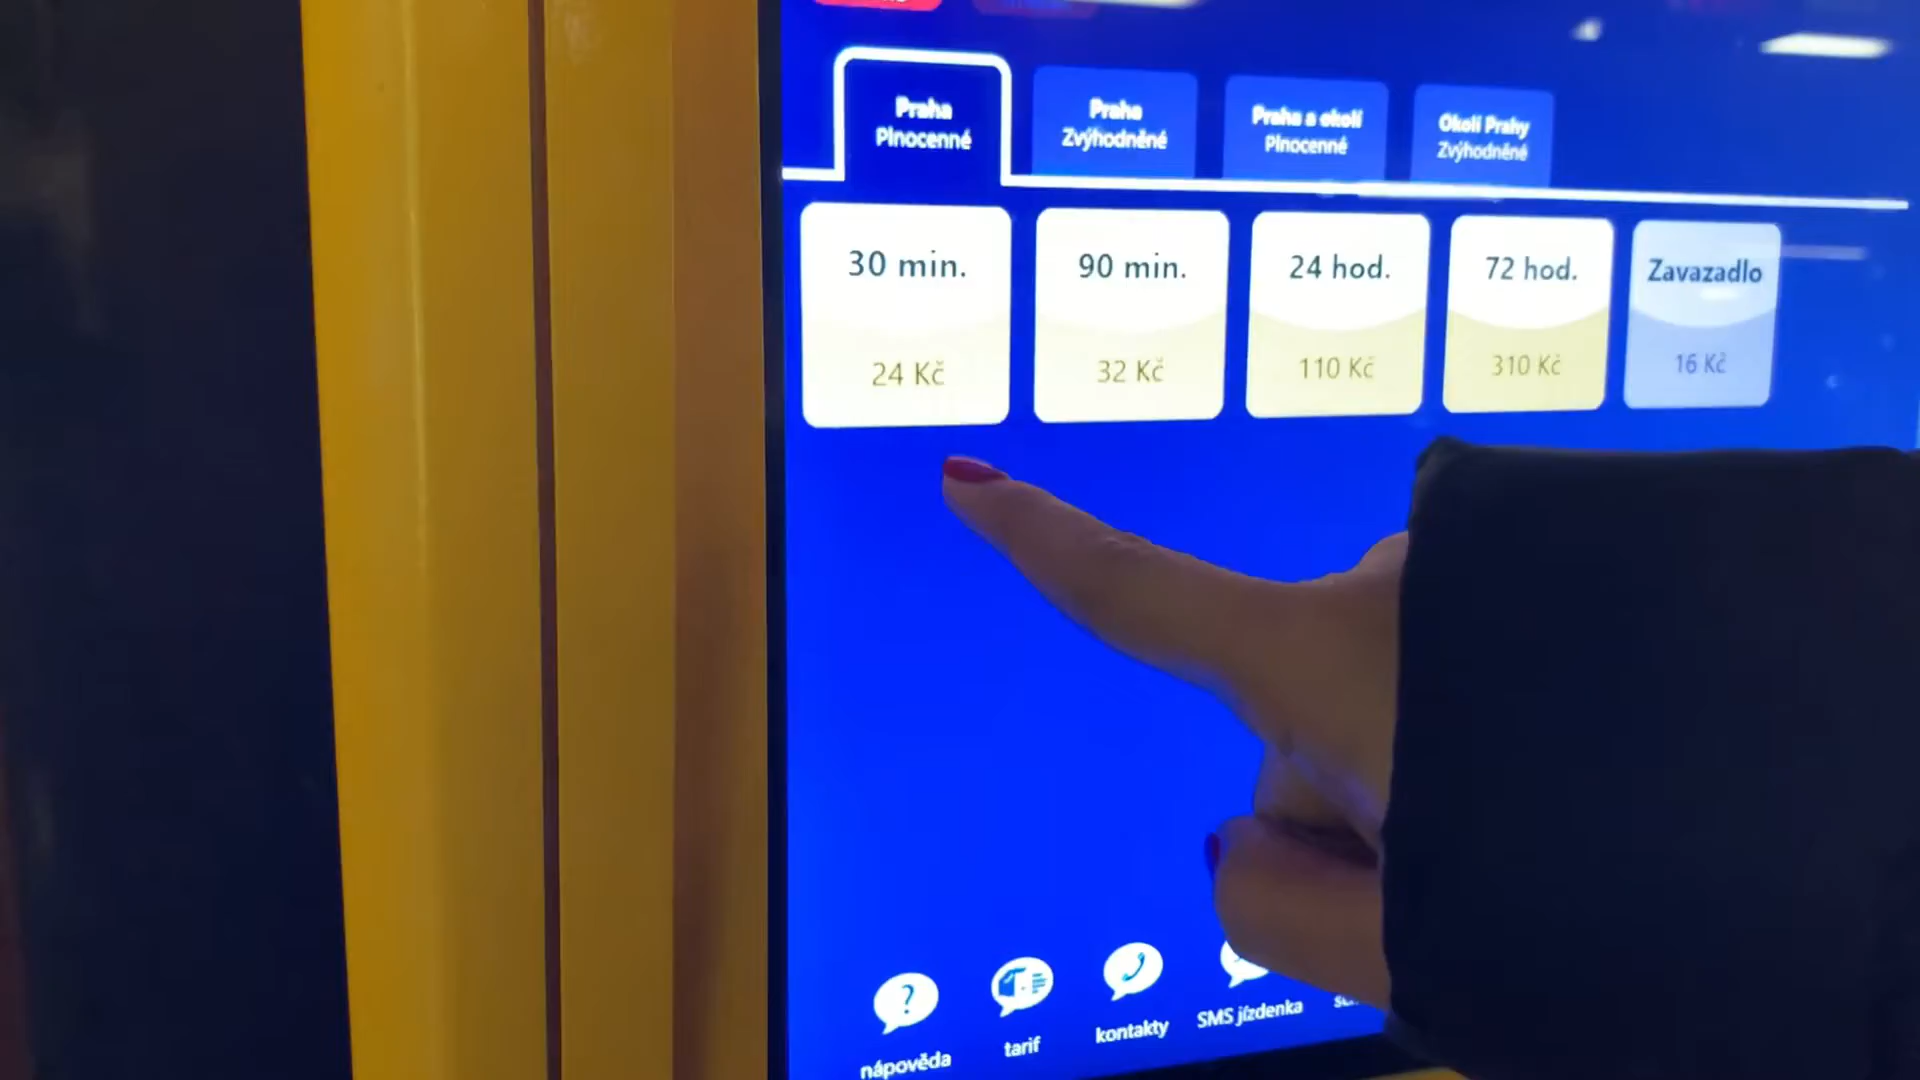 Praha
Plnocenné
Praha
Zvýhodněné
Praha a okolí
Plnocenné
Okolí Prahy
Zvýhodněné
30 min.
24 Kč
90 min.
32 Kč
24 hod.
110 Kč
72 hod.
310 Kč
Zavazadlo
16 Kč
nápověda
tarif
kontakty
SMS jízdenka